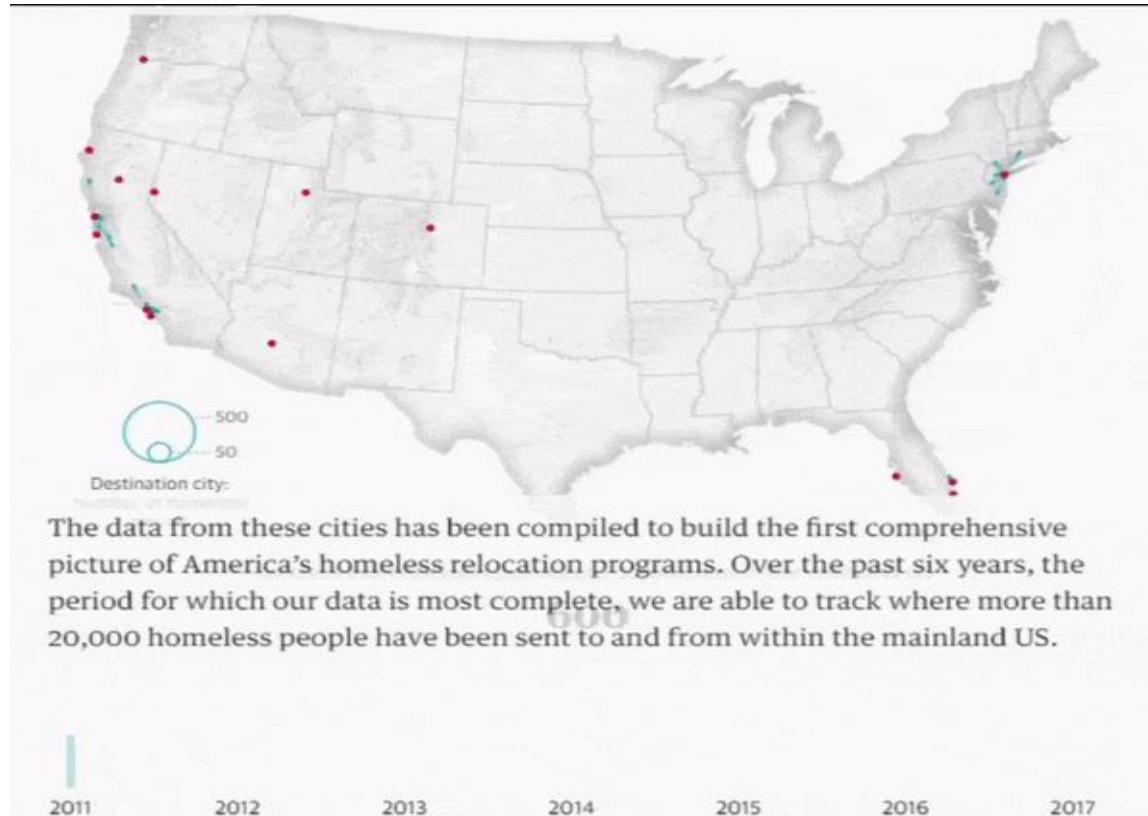 500
50
Destination city:
The data from these cities has been compiled to build the first comprehensive
picture of America's homeless relocation programs. Over the past six years, the
period for which our data is most complete, we are able to track where more than
20,000 homeless people have been sent to and from within the mainland US.
600
2011 2012 2013 2014 2015 2016 2017